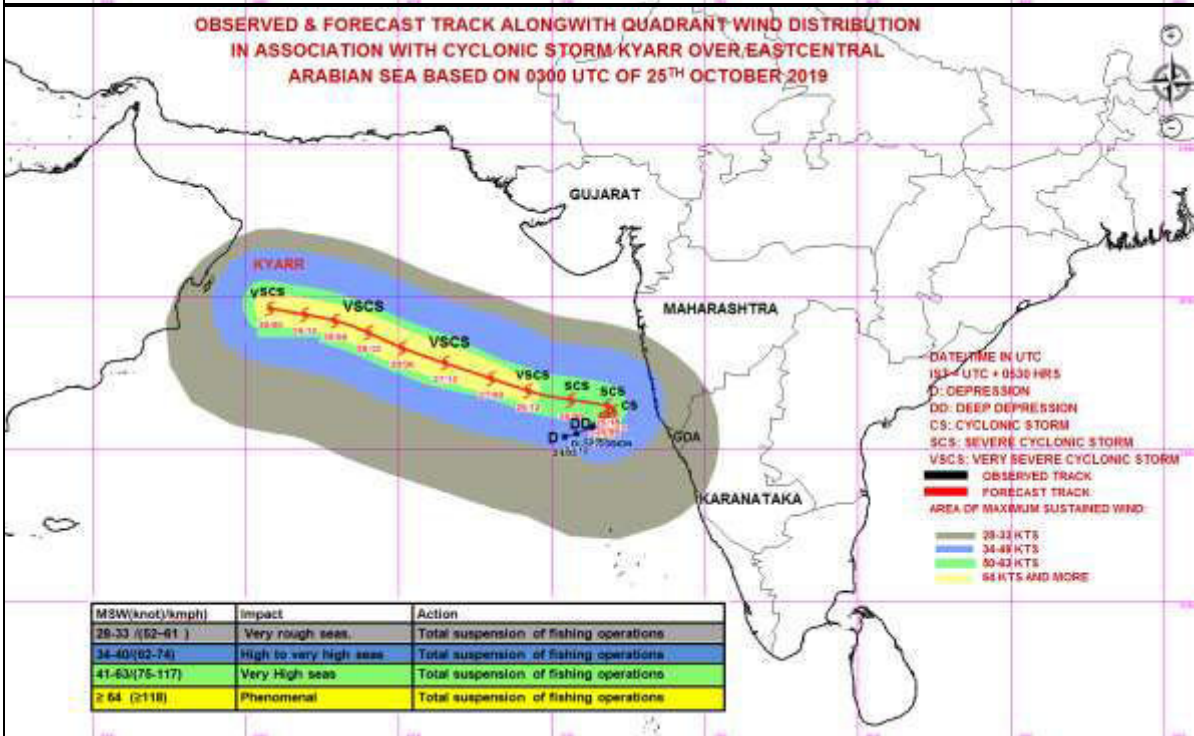 OBSERVED & FORECAST TRACK ALONGWITH QUADRANT WIND DISTRIBUTION
IN ASSOCIATION WITH CYCLONIC STORM KYARR OVER EASTCENTRAL
ARABIAN SEA BASED ON 0300 UTC OF 25TH OCTOBER 2019
GUJARAT
KYARR
VSCS
VSCS
MAHARASHTRA
VSCS
VSCS
SCS
SCS
CS
DD
D
GOA
KARANATAKA
DATE/TIME IN UTC
IST = UTC + 0530 HRS
D: DEPRESSION
DD: DEEP DEPRESSION
CS: CYCLONIC STORM
SCS: SEVERE CYCLONIC STORM
VSCS: VERY SEVERE CYCLONIC STORM
OBSERVED TRACK
FORECAST TRACK
AREA OF MAXIMUM SUSTAINED WIND:
28-33 KTS
34-49 KTS
50-63 KTS
64 KTS AND MORE
MSW(knot)/kmph) Impact Action
28-33 /(52-61 ) Very rough seas. Total suspension of fishing operations
34-40/(62-74) High to very high seas Total suspension of fishing operations
41-63/(75-117) Very High seas Total suspension of fishing operations
≥ 64 (≥118) Phenomenal Total suspension of fishing operations